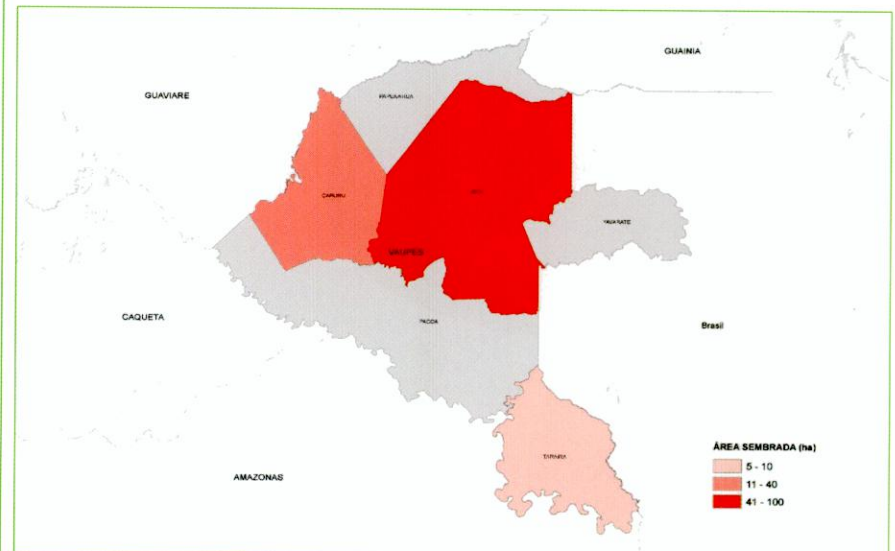 GUAINIA
GUAVIARE
PAPUNAUA
CARURU
MITU
YAVARATE
VAUPES
CAQUETA
PACOA
Brasil
ÁREA SEMBRADA (ha)
5 - 10
11 - 40
41 - 100
TARAIRA
AMAZONAS